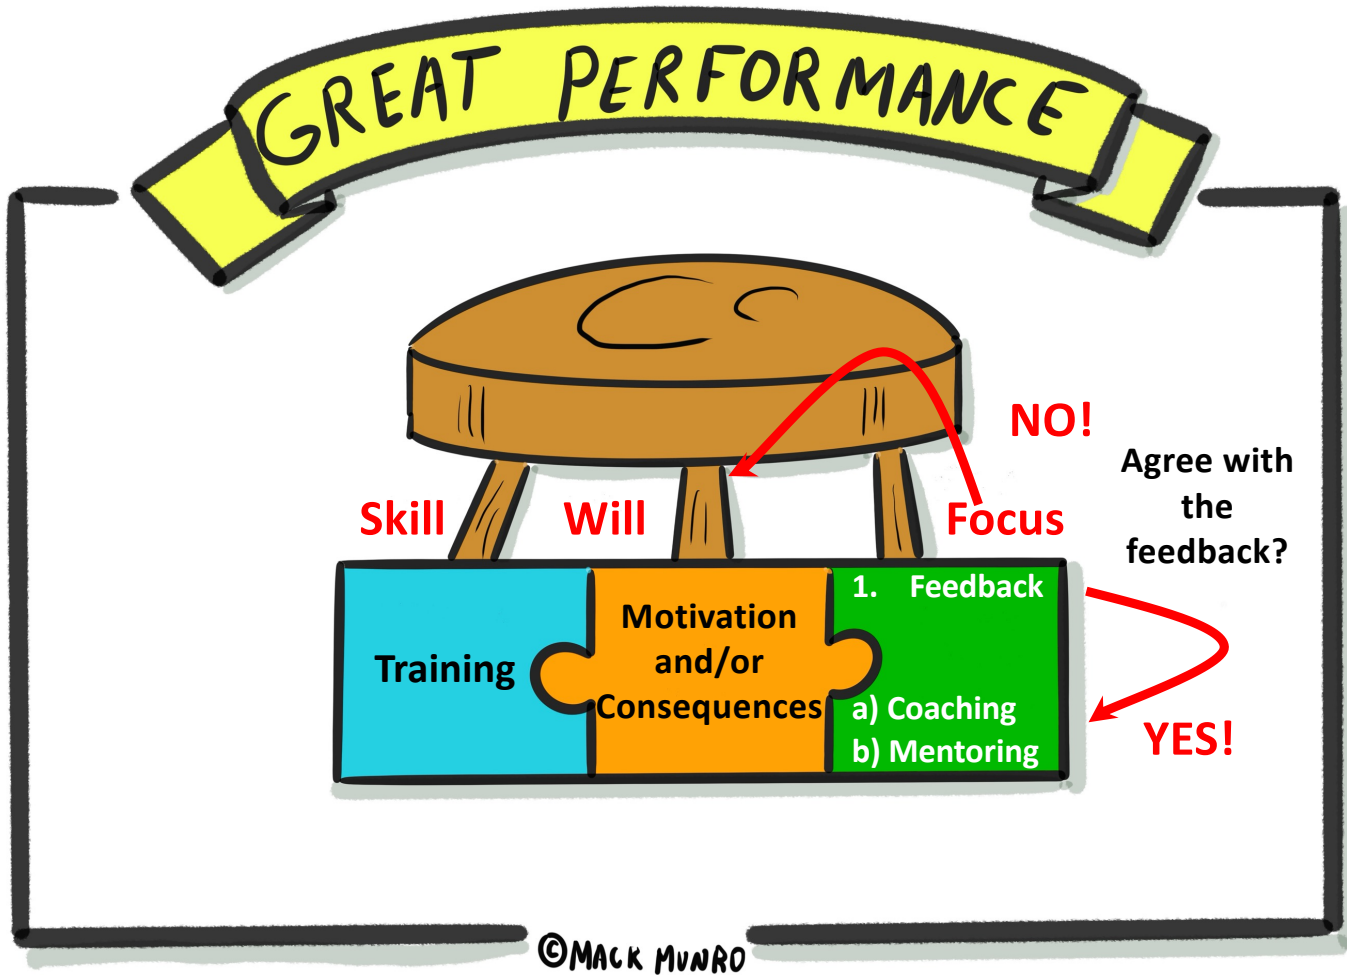 GREAT PERFORMANCE
NO!
Agree with
the
feedback?
Skill
Will
Focus
Training
Motivation
and/or
Consequences
1. Feedback
a) Coaching
b) Mentoring
YES!
©MACK MUNRO